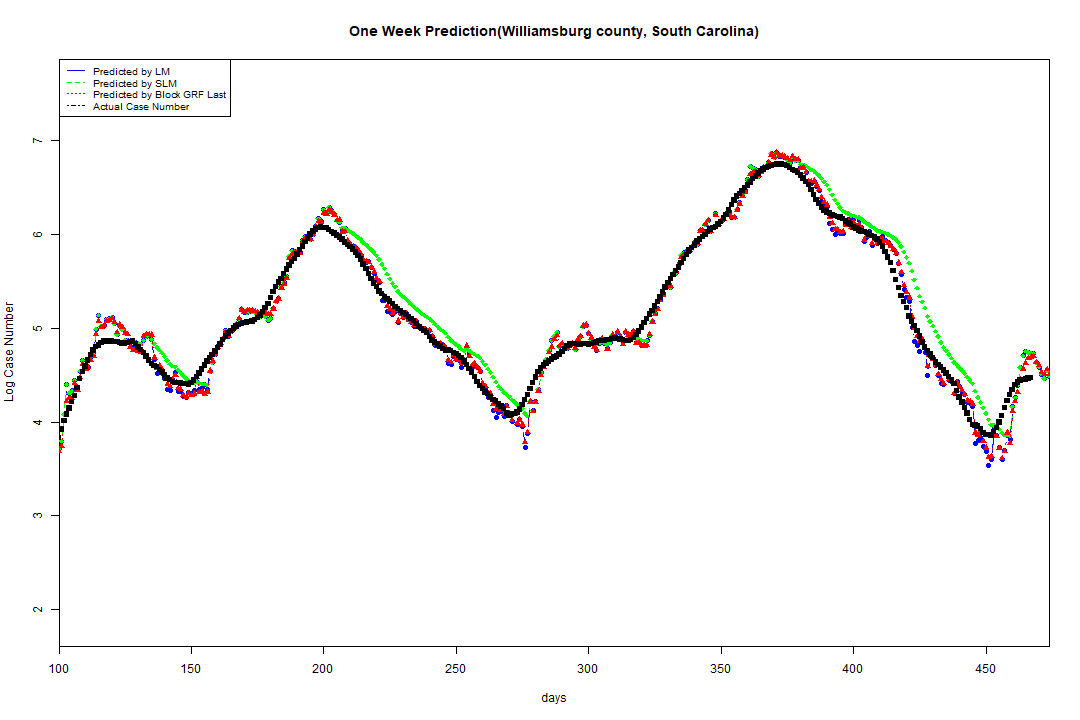 One Week Prediction(Williamsburg county, South Carolina)
Predicted by LM
Predicted by SLM
Predicted by Block GRF Last
Actual Case Number
7
6
5
4
3
2
Log Case Number
100 150 200 250 300 350 400 450
days